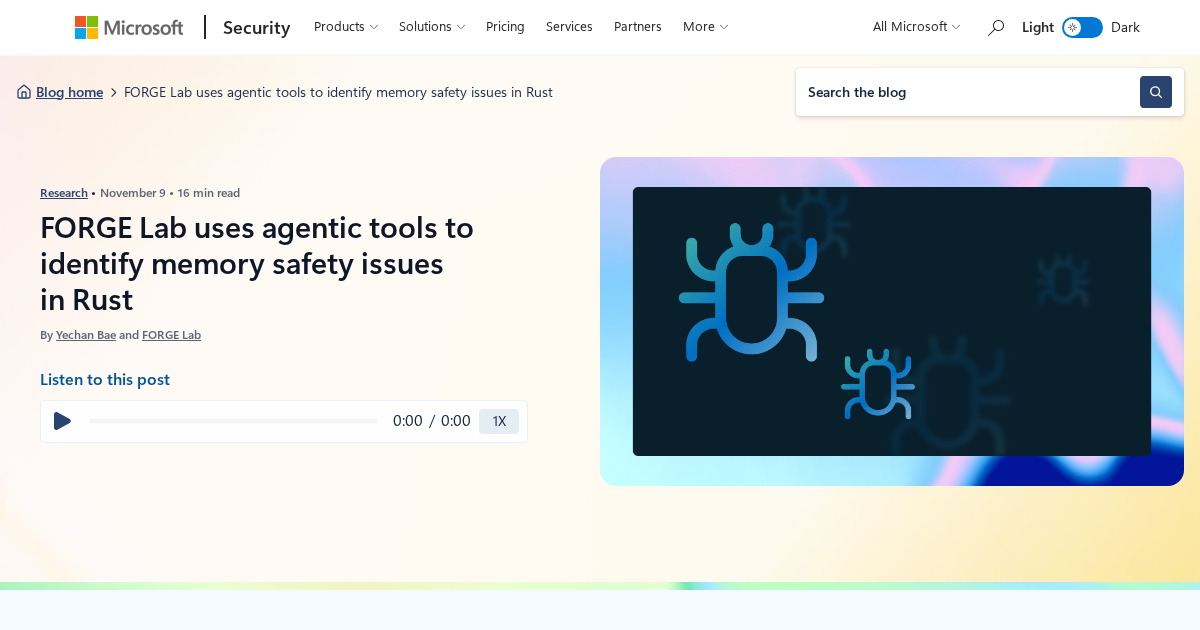 Microsoft Security Products Solutions Pricing Services Partners More All Microsoft Light Dark
Blog home FORGE Lab uses agentic tools to identify memory safety issues in Rust
Search the blog
Research • November 9 • 16 min read
FORGE Lab uses agentic tools to
identify memory safety issues
in Rust
By Yechan Bae and FORGE Lab
Listen to this post
0:00 / 0:00 1X